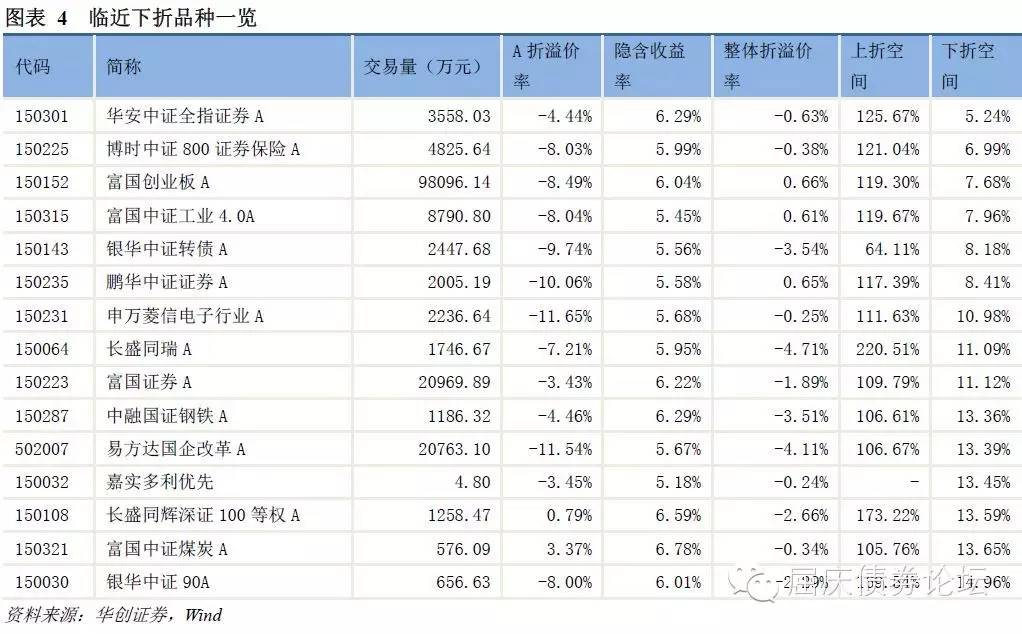 图表 4 临近下折品种一览
代码 简称 交易量（万元） A 折溢价率 隐含收益率 整体折溢价率 上折空间 下折空间
150301 华安中证全指证券 A 3558.03 -4.44% 6.29% -0.63% 125.67% 5.24%
150225 博时中证 800 证券保险 A 4825.64 -8.03% 5.99% -0.38% 121.04% 6.99%
150152 富国创业板 A 98096.14 -8.49% 6.04% 0.66% 119.30% 7.68%
150315 富国中证工业 4.0A 8790.80 -8.04% 5.45% 0.61% 119.67% 7.96%
150143 银华中证转债 A 2447.68 -9.74% 5.56% -3.54% 64.11% 8.18%
150235 鹏华中证证券 A 2005.19 -10.06% 5.58% 0.65% 117.39% 8.41%
150231 申万菱信电子行业 A 2236.64 -11.65% 5.68% -0.25% 111.63% 10.98%
150064 长盛同瑞 A 1746.67 -7.21% 5.95% -4.71% 220.51% 11.09%
150223 富国证券 A 20969.89 -3.43% 6.22% -1.89% 109.79% 11.12%
150287 中融国证钢铁 A 1186.32 -4.46% 6.29% -3.51% 106.61% 13.36%
502007 易方达国企改革 A 20763.10 -11.54% 5.67% -4.11% 106.67% 13.39%
150032 嘉实多利优先 4.80 -3.45% 5.18% -0.24% - 13.45%
150108 长盛同辉深证 100 等权 A 1258.47 0.79% 6.59% -2.66% 173.22% 13.59%
150321 富国中证煤炭 A 576.09 3.37% 6.78% -0.34% 105.76% 13.65%
150030 银华中证 90A 656.63 -8.00% 6.01%
屈庆债券论坛
资料来源：华创证券，Wind